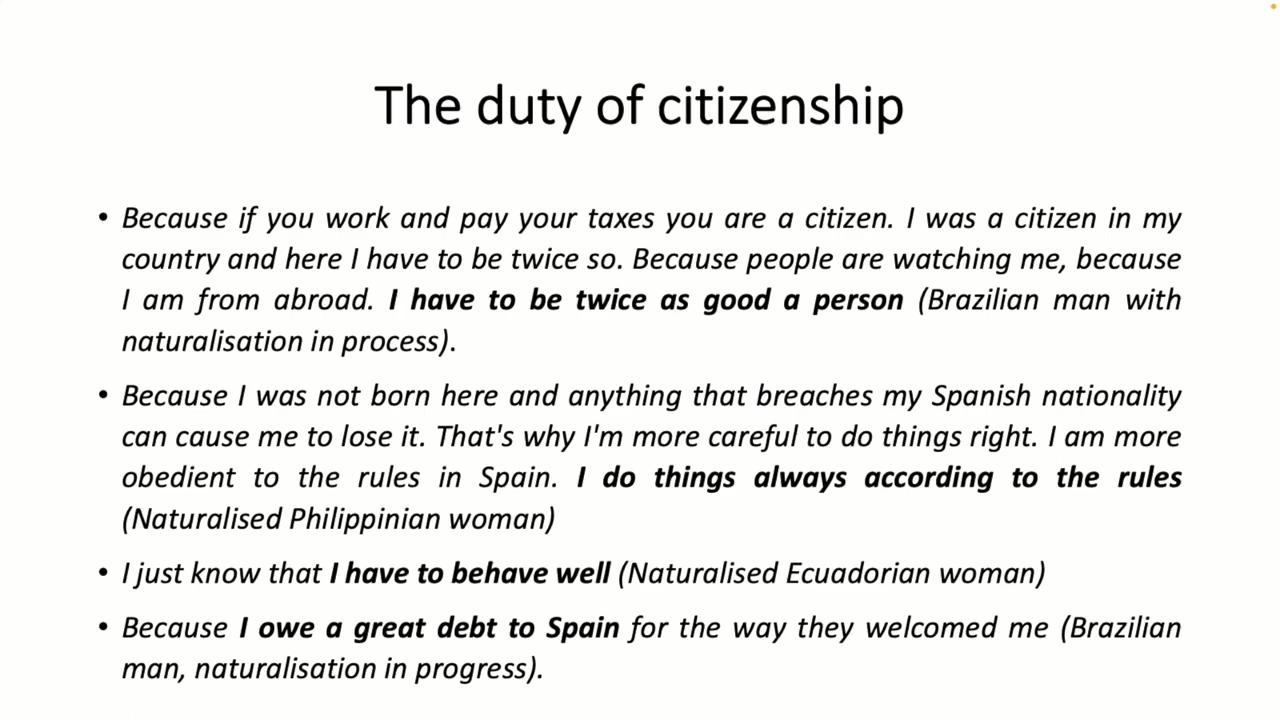 The duty of citizenship
• Because if you work and pay your taxes you are a citizen. I was a citizen in my
country and here I have to be twice so. Because people are watching me, because
I am from abroad. I have to be twice as good a person (Brazilian man with
naturalisation in process).
• Because I was not born here and anything that breaches my Spanish nationality
can cause me to lose it. That's why I'm more careful to do things right. I am more
obedient to the rules in Spain. I do things always according to the rules
(Naturalised Philippinian woman)
• I just know that I have to behave well (Naturalised Ecuadorian woman)
• Because I owe a great debt to Spain for the way they welcomed me (Brazilian
man, naturalisation in progress).